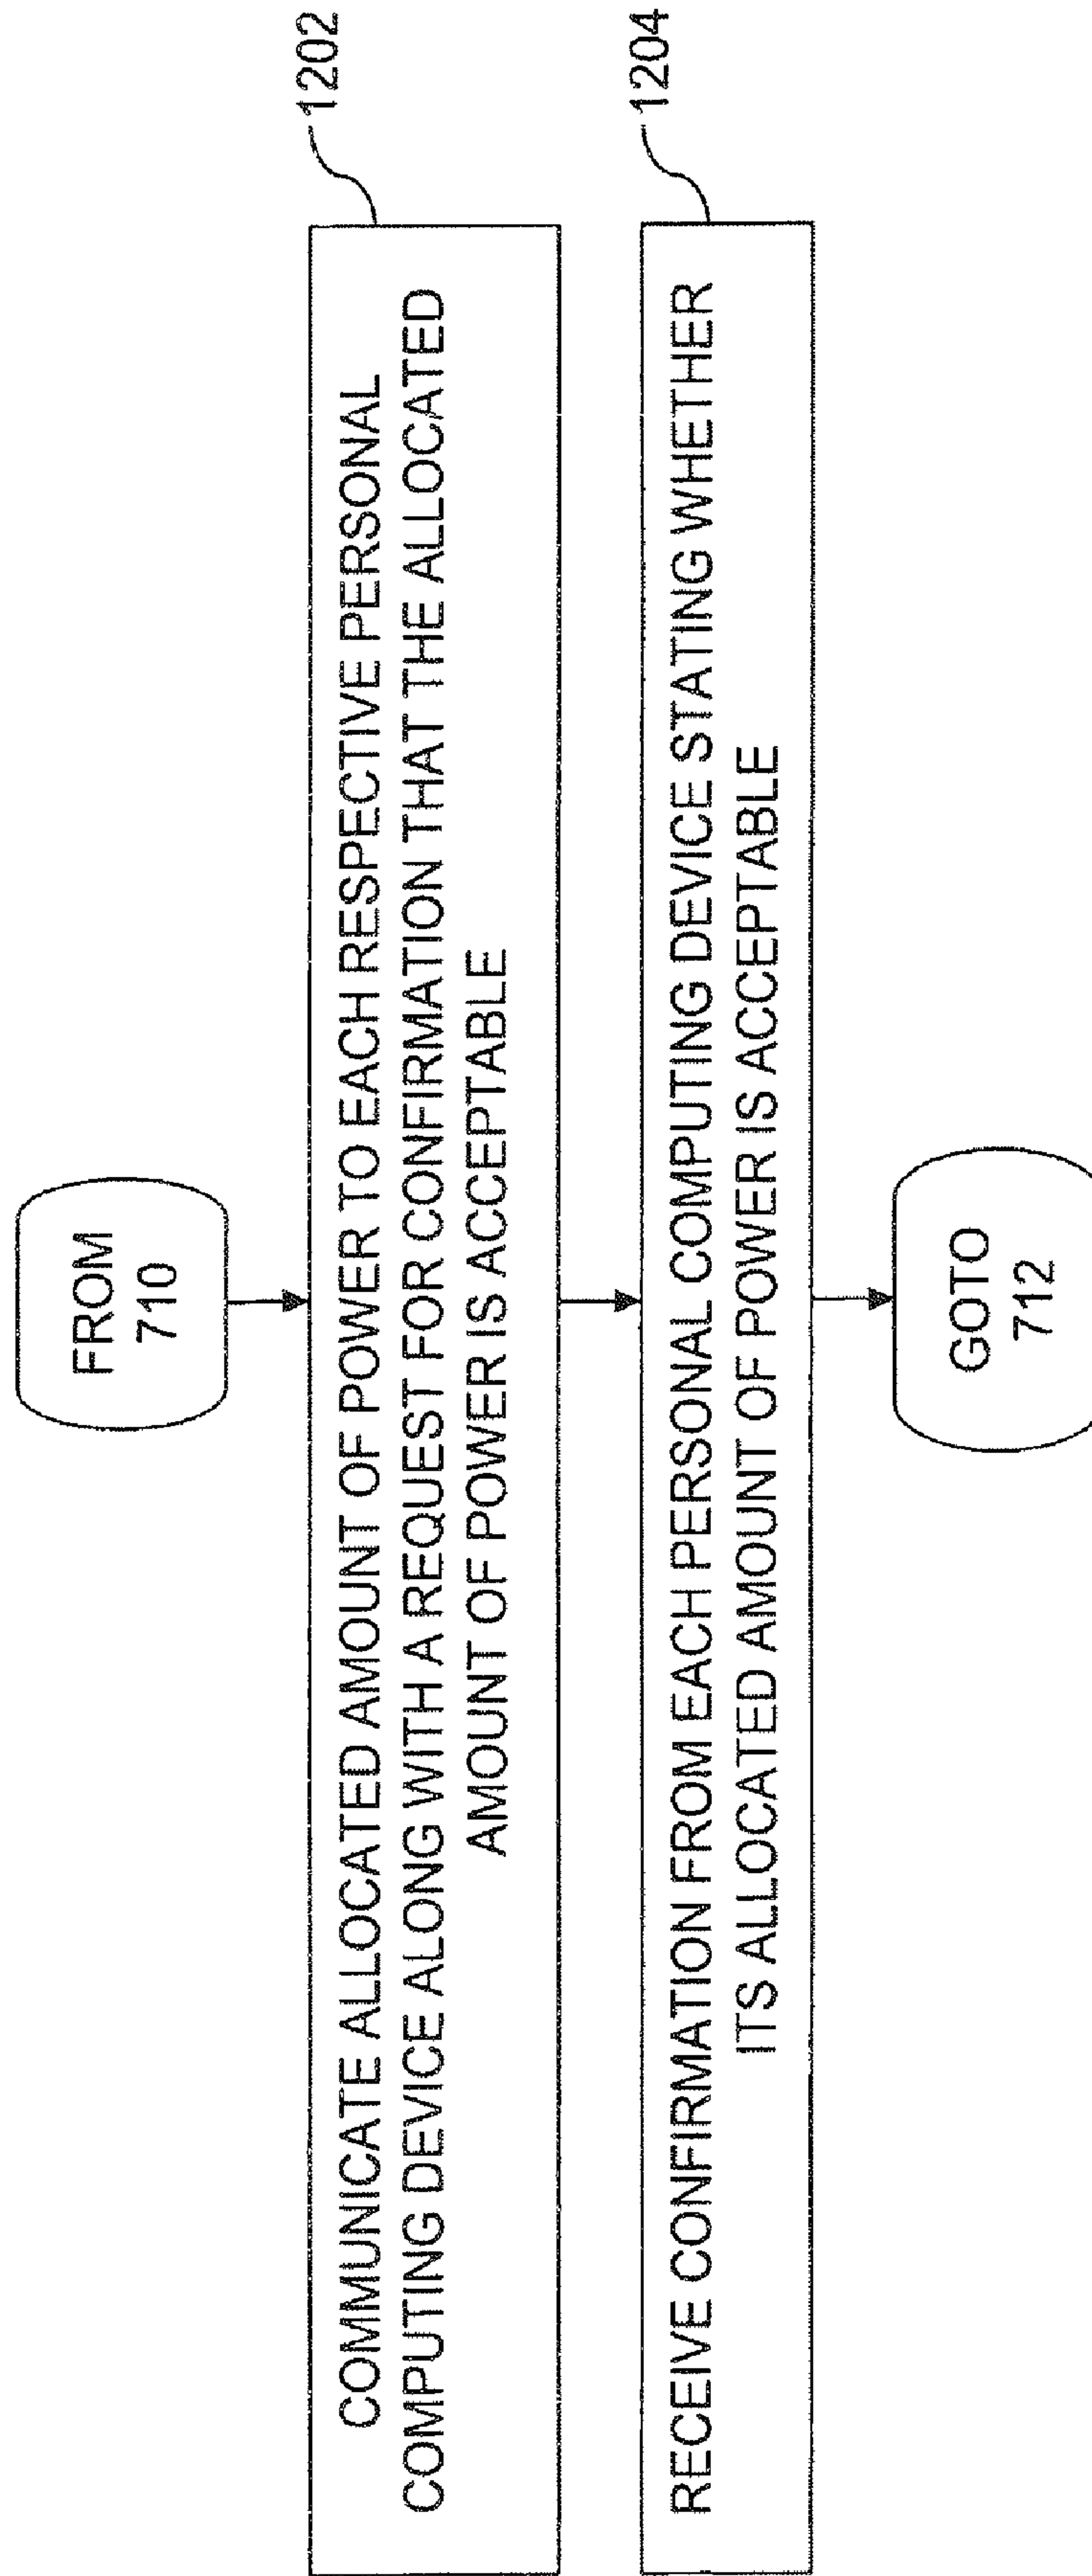 FROM
710
COMMUNICATE ALLOCATED AMOUNT OF POWER TO EACH RESPECTIVE PERSONAL
COMPUTING DEVICE ALONG WITH A REQUEST FOR CONFIRMATION THAT THE ALLOCATED
AMOUNT OF POWER IS ACCEPTABLE
1202
RECEIVE CONFIRMATION FROM EACH PERSONAL COMPUTING DEVICE STATING WHETHER
ITS ALLOCATED AMOUNT OF POWER IS ACCEPTABLE
1204
GOTO
712